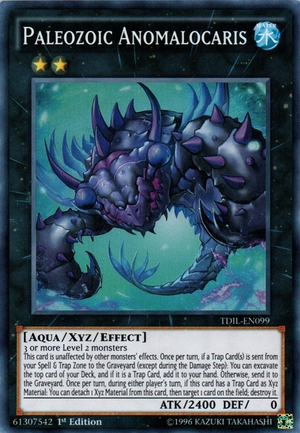 PALEOZOIC ANOMALOCARIS
WATER
水
TDIL-EN099
[AQUA/XYZ/EFFECT]
3 or more Level 2 monsters
This card is unaffected by other monsters' effects. Once per turn, if a Trap Card(s) is sent from
your Spell & Trap Zone to the Graveyard (except during the Damage Step): You can excavate
the top card of your Deck, and if it is a Trap Card, add it to your hand. Otherwise, send it to
the Graveyard. Once per turn, during either player's turn, if this card has a Trap Card as Xyz
Material: You can detach 1 Xyz Material from this card, then target 1 card on the field; destroy it.
ATK/2400 DEF/ 0
61307542 1st Edition ©1996 KAZUKI TAKAHASHI